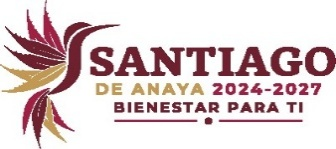 SANTIAGO
DE ANAYA 2024-2027
BIENESTAR PARA TI